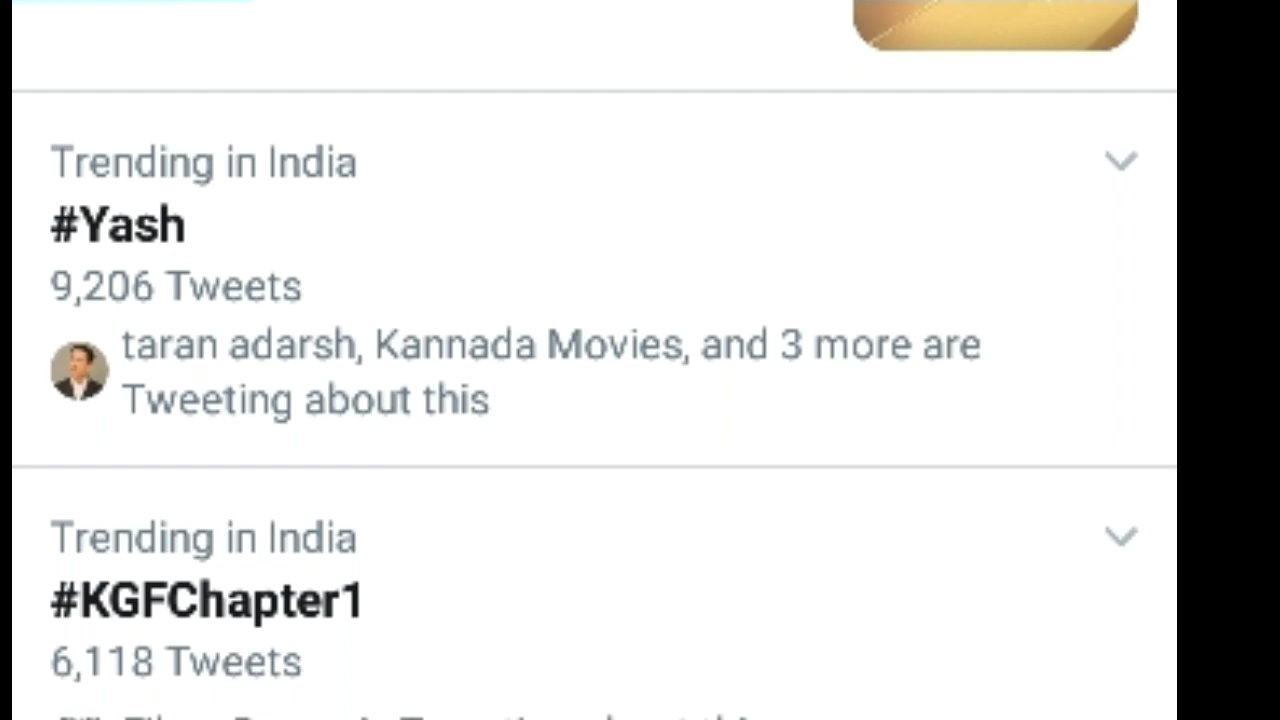 Trending in India
#Yash
9,206 Tweets
taran adarsh, Kannada Movies, and 3 more are
Tweeting about this
Trending in India
#KGFChapter1
6,118 Tweets